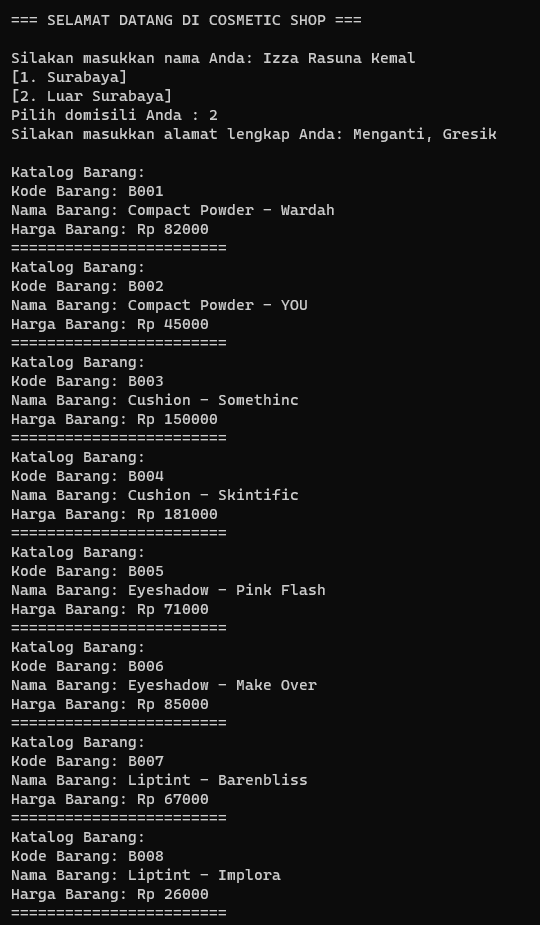 === SELAMAT DATANG DI COSMETIC SHOP ===
Silakan masukkan nama Anda: Izza Rasuna Kemal
[1. Surabaya]
[2. Luar Surabaya]
Pilih domisili Anda : 2
Silakan masukkan alamat lengkap Anda: Menganti, Gresik
Katalog Barang:
Kode Barang: B001
Nama Barang: Compact Powder - Wardah
Harga Barang: Rp 82000
========================
Katalog Barang:
Kode Barang: B002
Nama Barang: Compact Powder - YOU
Harga Barang: Rp 45000
========================
Katalog Barang:
Kode Barang: B003
Nama Barang: Cushion - Somethinc
Harga Barang: Rp 150000
========================
Katalog Barang:
Kode Barang: B004
Nama Barang: Cushion - Skintific
Harga Barang: Rp 181000
========================
Katalog Barang:
Kode Barang: B005
Nama Barang: Eyeshadow - Pink Flash
Harga Barang: Rp 71000
========================
Katalog Barang:
Kode Barang: B006
Nama Barang: Eyeshadow - Make Over
Harga Barang: Rp 85000
========================
Katalog Barang:
Kode Barang: B007
Nama Barang: Liptint - Barenbliss
Harga Barang: Rp 67000
========================
Katalog Barang:
Kode Barang: B008
Nama Barang: Liptint - Implora
Harga Barang: Rp 26000
========================